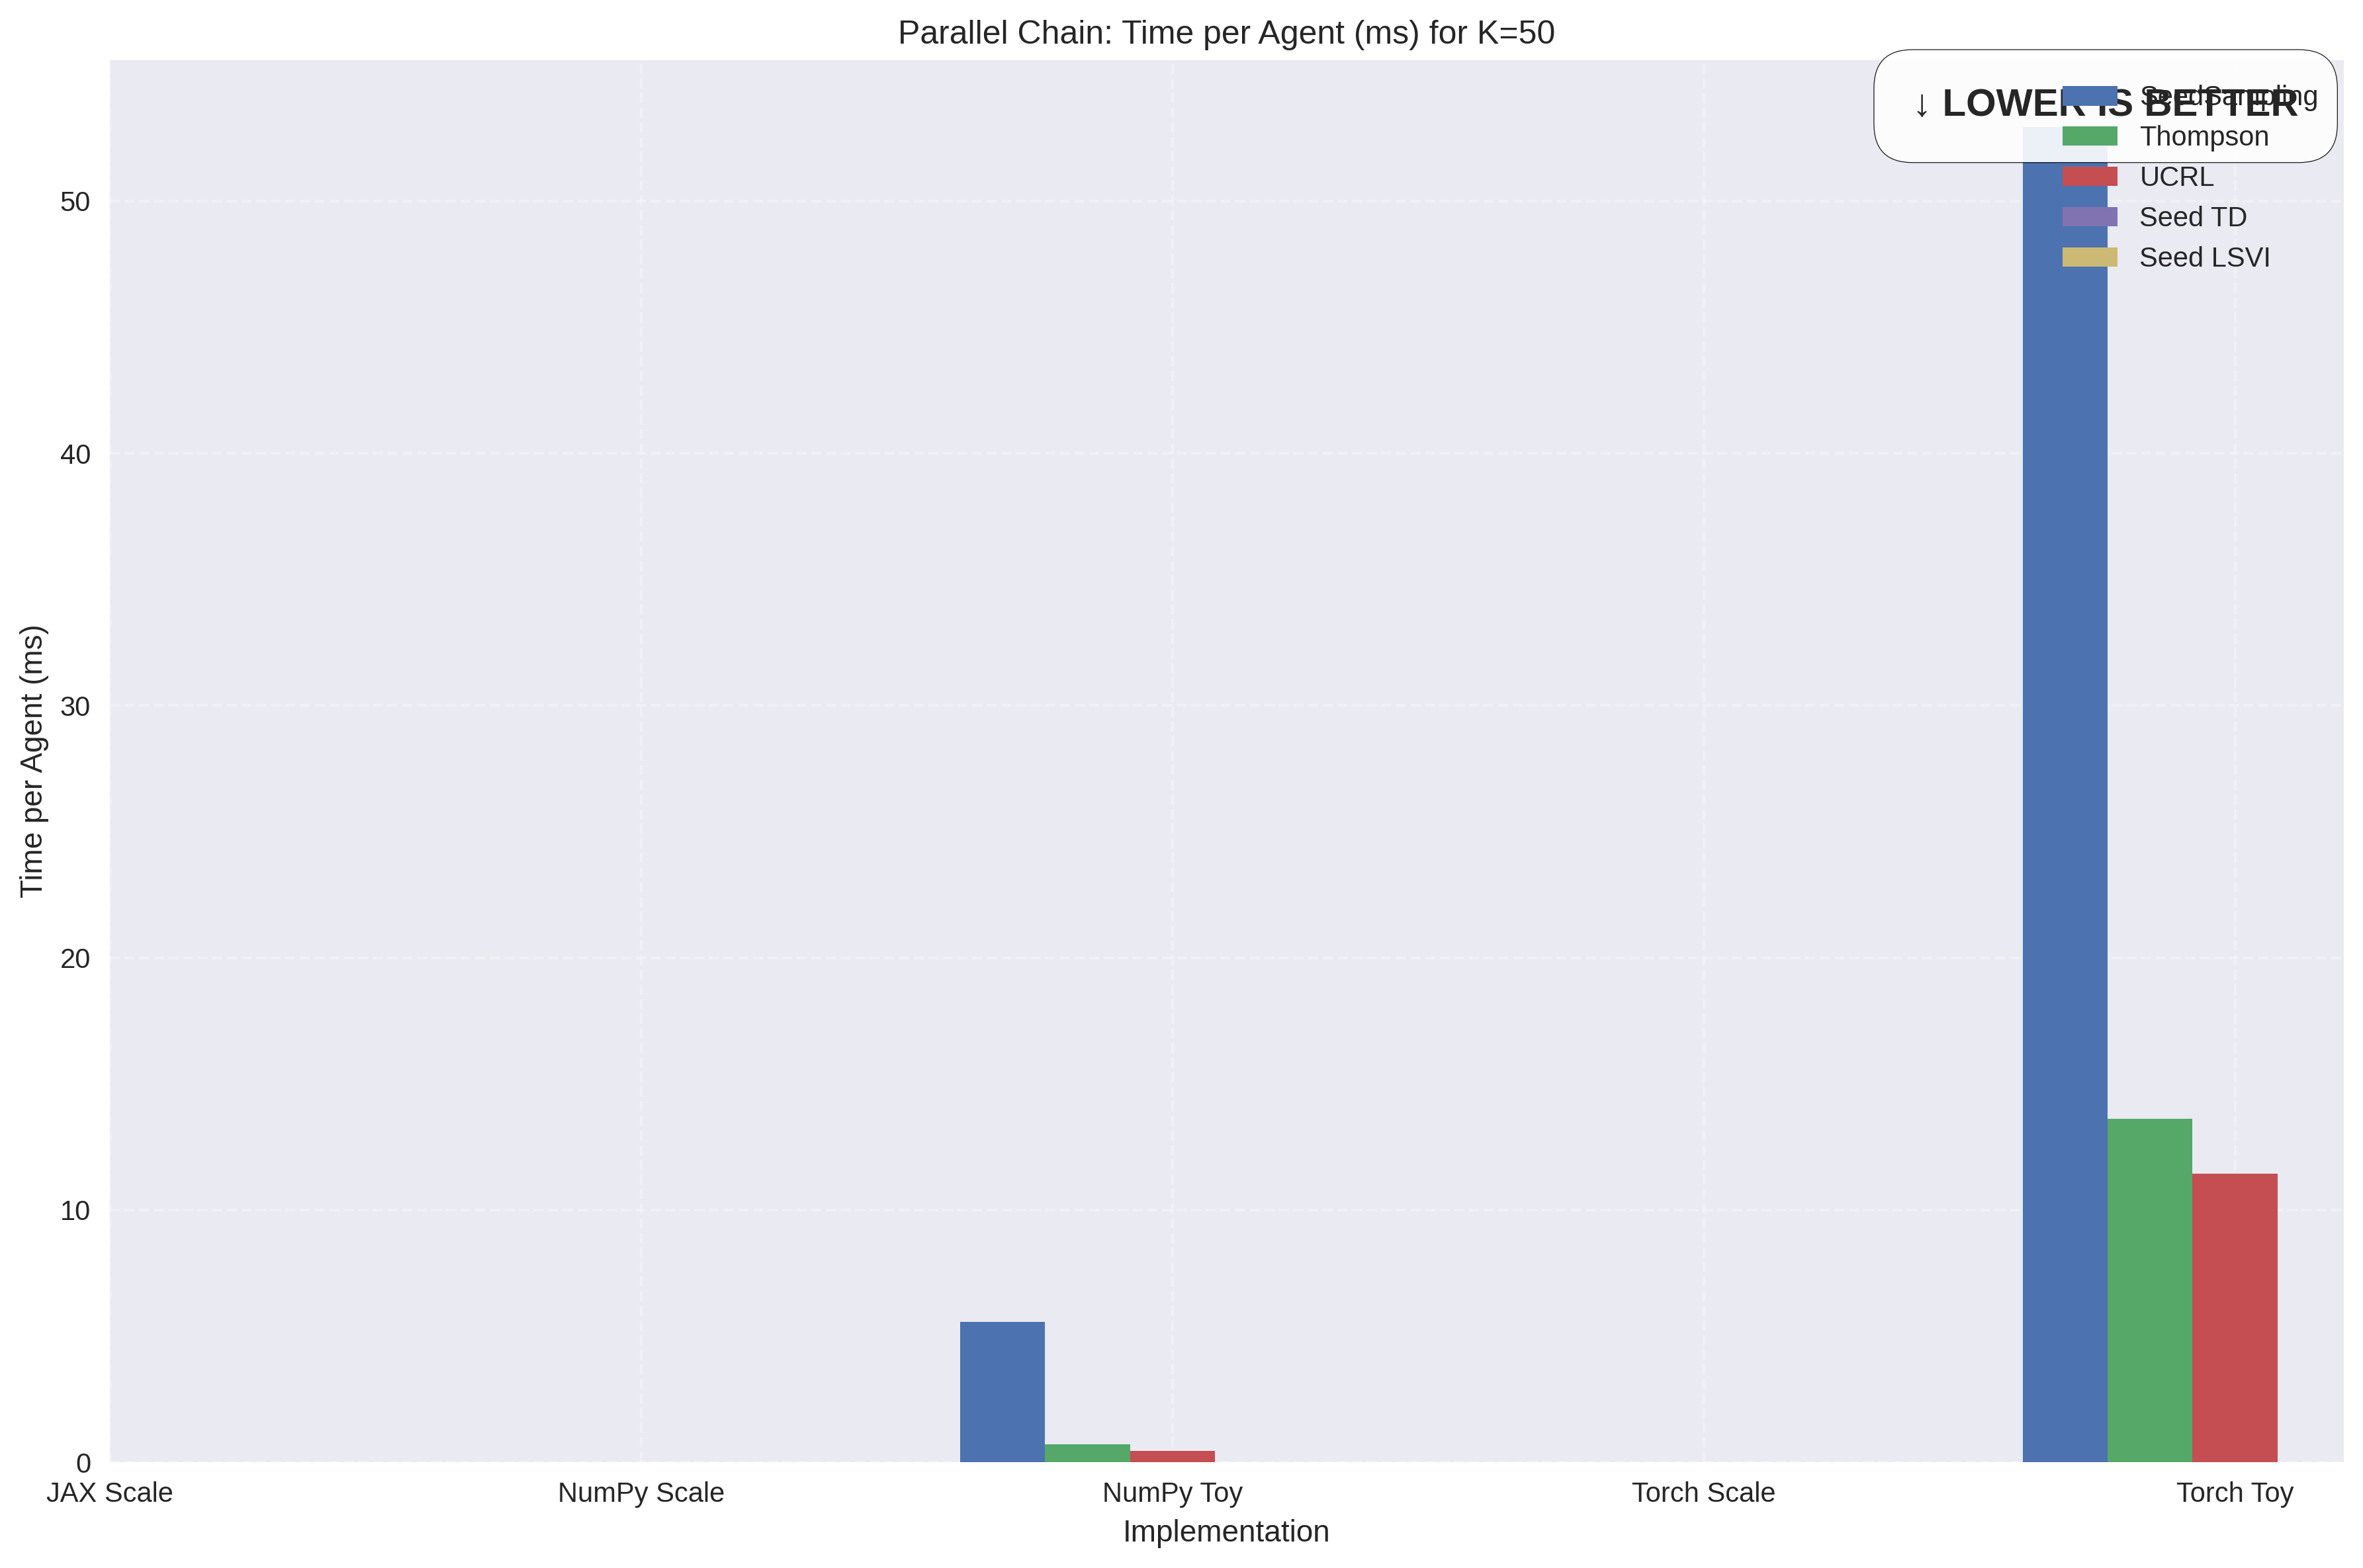 Parallel Chain: Time per Agent (ms) for K=50
↓ LOWER IS BETTER
SeedSampling
Thompson
UCRL
Seed TD
Seed LSVI
Time per Agent (ms)
50
40
30
20
10
0
JAX Scale NumPy Scale NumPy Toy Torch Scale Torch Toy
Implementation